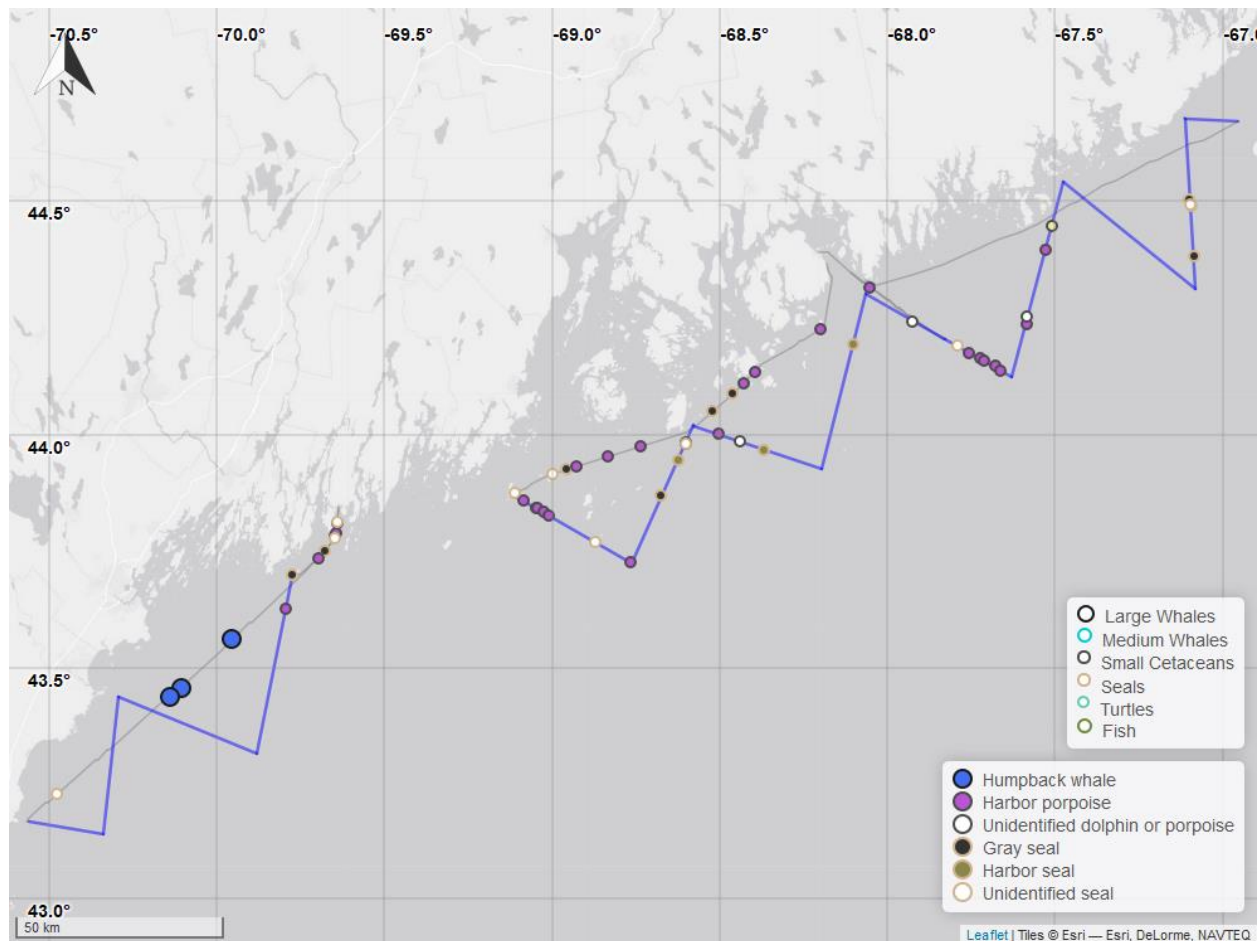 -70.5° -70.0° -69.5° -69.0° -68.5° -68.0° -67.5° -67.0
N
44.5°
44.0°
43.5°
43.0°
Large Whales
Medium Whales
Small Cetaceans
Seals
Turtles
Fish
Humpback whale
Harbor porpoise
Unidentified dolphin or porpoise
Gray seal
Harbor seal
Unidentified seal
50 km
Leaflet | Tiles © Esri — Esri, DeLorme, NAVTEQ